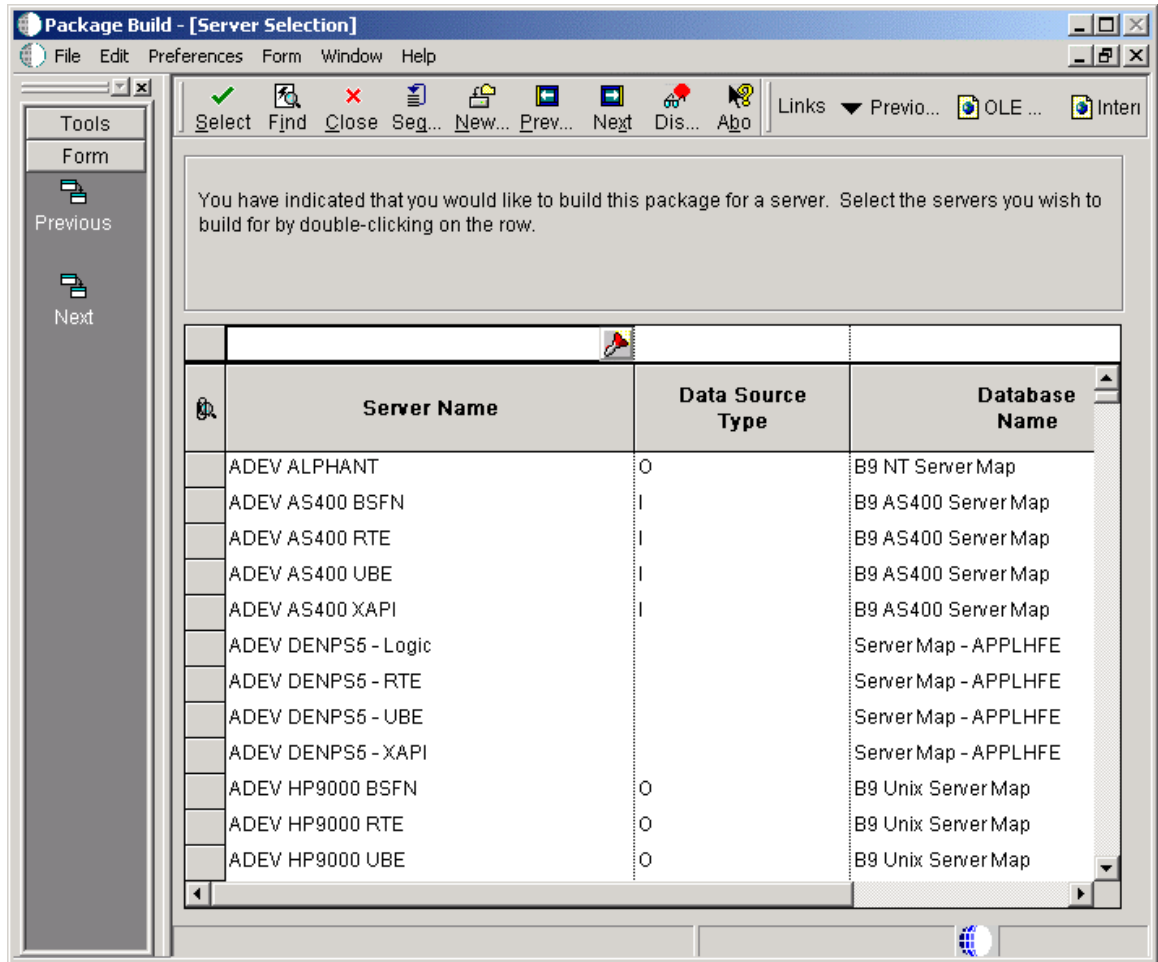 Package Build - [Server Selection]
File Edit Preferences Form Window Help
Tools
Form
Previous
Next
Select Find Close Seq... New... Prev... Next Dis... Abo Links Previo... OLE ... Intern
You have indicated that you would like to build this package for a server. Select the servers you wish to
build for by double-clicking on the row.
Server Name Data Source Type Database Name
ADEV ALPHANT O B9 NT Server Map
ADEV AS400 BSFN I B9 AS400 Server Map
ADEV AS400 RTE I B9 AS400 Server Map
ADEV AS400 UBE I B9 AS400 Server Map
ADEV AS400 XAPI I B9 AS400 Server Map
ADEV DENPS5 - Logic Server Map - APPLHFE
ADEV DENPS5 - RTE Server Map - APPLHFE
ADEV DENPS5 - UBE Server Map - APPLHFE
ADEV DENPS5 - XAPI Server Map - APPLHFE
ADEV HP9000 BSFN O B9 Unix Server Map
ADEV HP9000 RTE O B9 Unix Server Map
ADEV HP9000 UBE O B9 Unix Server Map